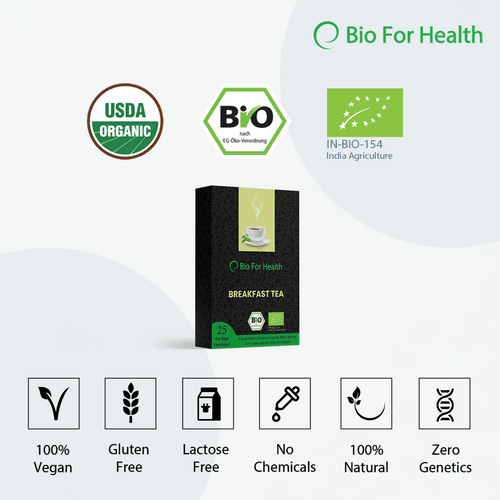 Bio For Health
USDA
ORGANIC
BiO
nach
EG-Öko-Verordnung
IN-BIO-154
India Agriculture
Bio For Health
BREAKFAST TEA
25
BiO
100%
Vegan
Gluten
Free
Lactose
Free
No
Chemicals
100%
Natural
Zero
Genetics